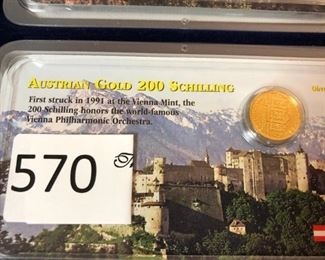 AUSTRIAN GOLD 200 SCHILLING
First struck in 1991 at the Vienna Mint, the
200 Schilling honors the world-famous
Vienna Philharmonic Orchestra.
570